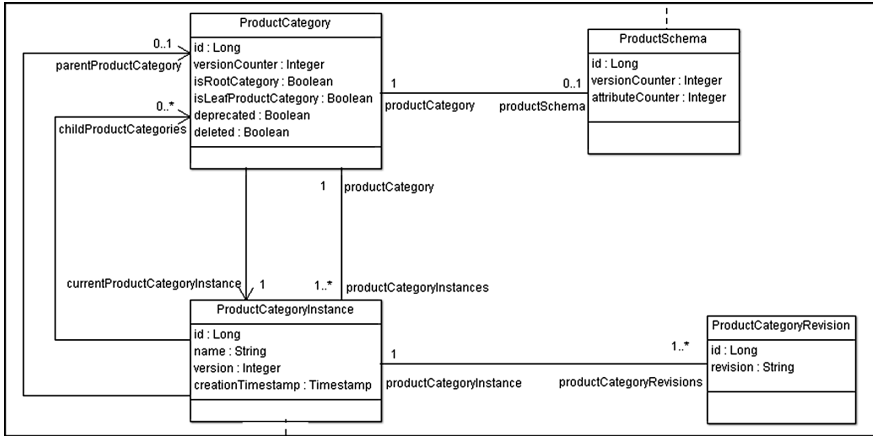 ProductCategory
id : Long
versionCounter : Integer
isRootCategory : Boolean
isLeafProductCategory : Boolean
deprecated : Boolean
deleted : Boolean
0..1
parentProductCategory
0..*
childProductCategories
1
productCategory
0..1
productSchema
ProductSchema
id : Long
versionCounter : Integer
attributeCounter : Integer
1
productCategory
currentProductCategoryInstance
1
1..*
productCategoryInstances
ProductCategoryInstance
id : Long
name : String
version : Integer
creationTimestamp : Timestamp
1
productCategoryInstance
1..*
productCategoryRevisions
ProductCategoryRevision
id : Long
revision : String